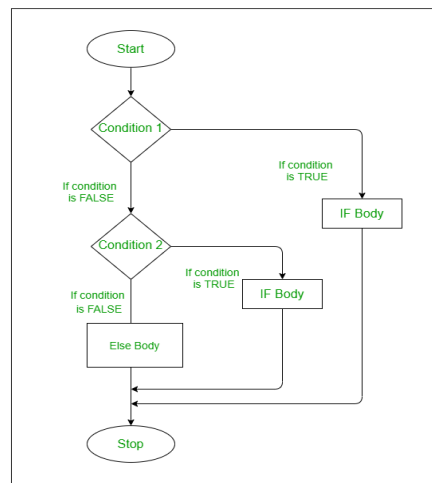 Start
Condition 1
If condition
is TRUE
If condition
is FALSE
IF Body
Condition 2
If condition
is TRUE
If condition
is FALSE
IF Body
Else Body
Stop